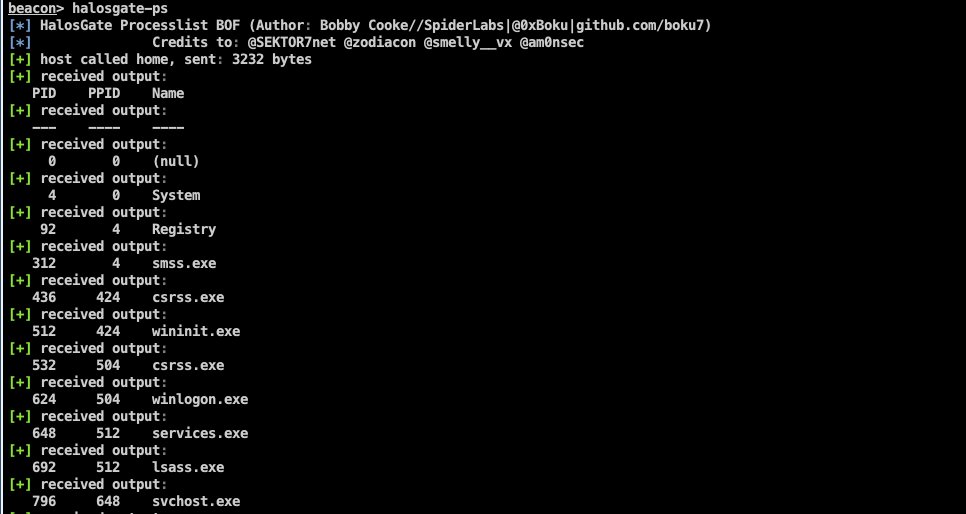 beacon> halosgate-ps
[*] HalosGate Processlist BOF (Author: Bobby Cooke//SpiderLabs|@0xBoku|github.com/boku7)
[*]               Credits to: @SEKTOR7net @zodiacon @smelly__vx @am0nsec
[+] host called home, sent: 3232 bytes
[+] received output:
   PID    PPID    Name
[+] received output:
   ---    ----    ----
[+] received output:
     0       0    (null)
[+] received output:
     4       0    System
[+] received output:
    92       4    Registry
[+] received output:
   312       4    smss.exe
[+] received output:
   436     424    csrss.exe
[+] received output:
   512     424    wininit.exe
[+] received output:
   532     504    csrss.exe
[+] received output:
   624     504    winlogon.exe
[+] received output:
   648     512    services.exe
[+] received output:
   692     512    lsass.exe
[+] received output:
   796     648    svchost.exe